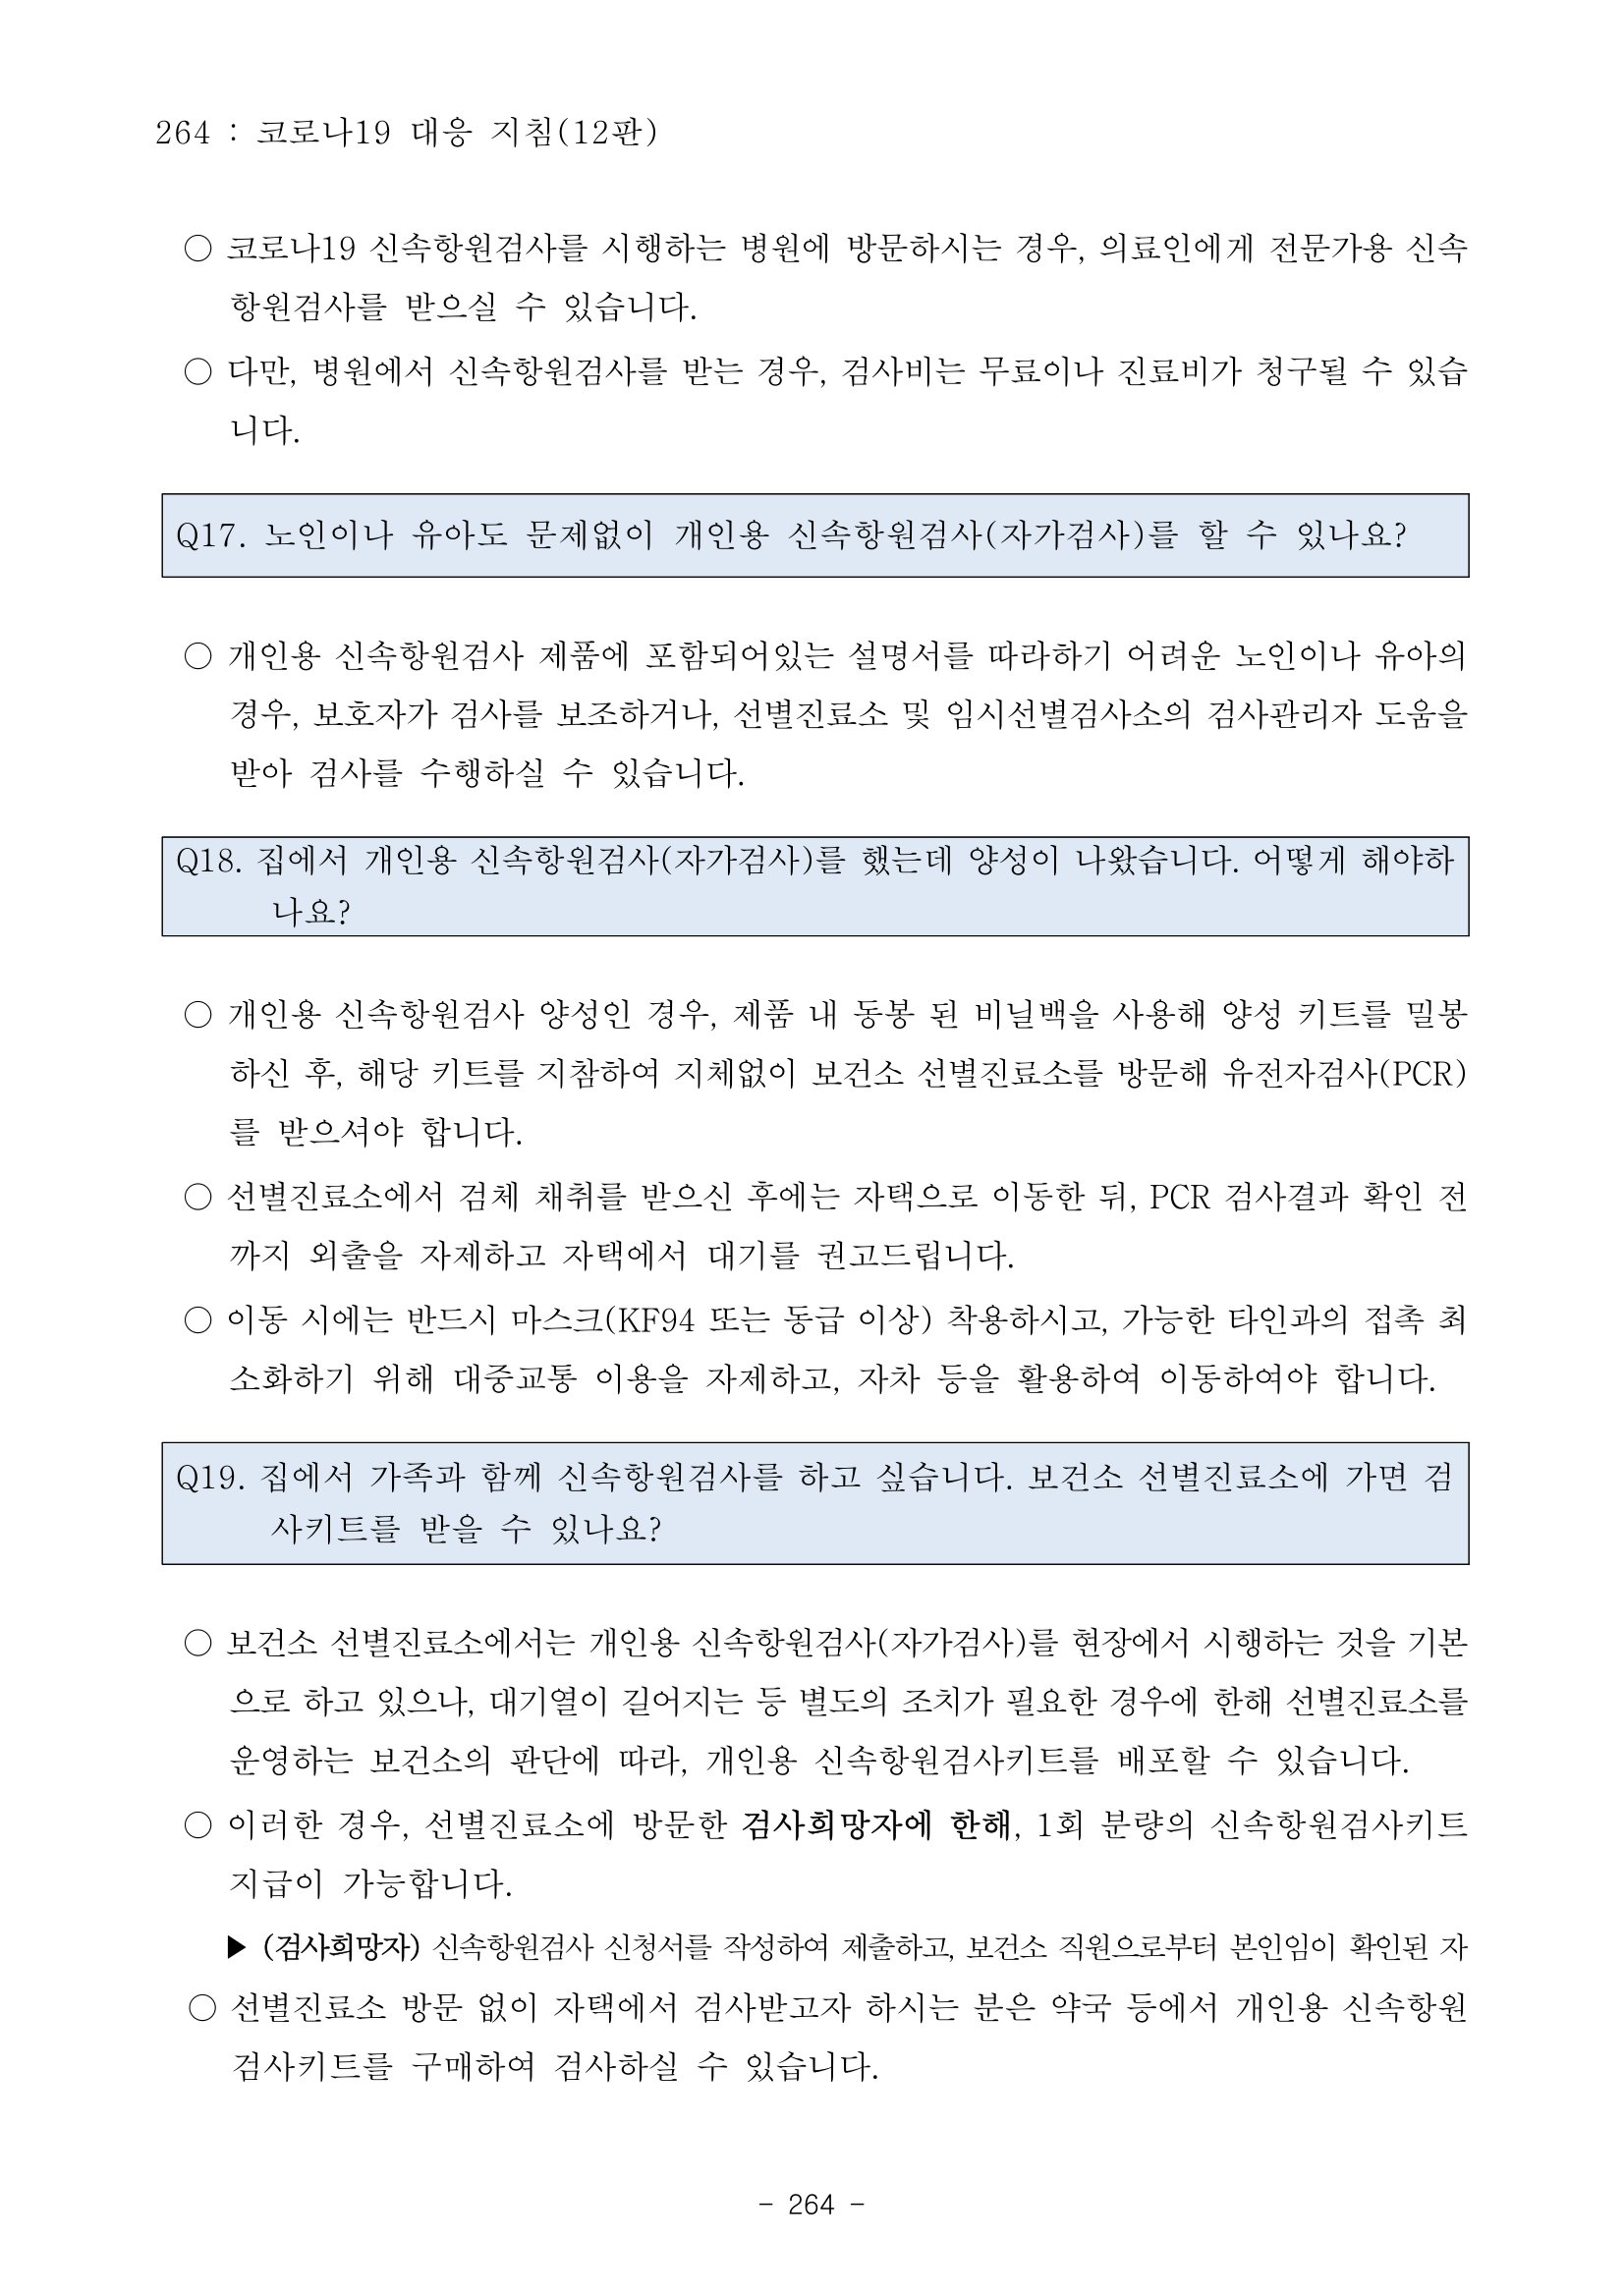 264 : 코로나19 대응 지침(12판)
○ 코로나19 신속항원검사를 시행하는 병원에 방문하시는 경우, 의료인에게 전문가용 신속
항원검사를 받으실 수 있습니다.
○ 다만, 병원에서 신속항원검사를 받는 경우, 검사비는 무료이나 진료비가 청구될 수 있습
니다.
Q17. 노인이나 유아도 문제없이 개인용 신속항원검사(자가검사)를 할 수 있나요?
○ 개인용 신속항원검사 제품에 포함되어있는 설명서를 따라하기 어려운 노인이나 유아의
경우, 보호자가 검사를 보조하거나, 선별진료소 및 임시선별검사소의 검사관리자 도움을
받아 검사를 수행하실 수 있습니다.
Q18. 집에서 개인용 신속항원검사(자가검사)를 했는데 양성이 나왔습니다. 어떻게 해야하
나요?
○ 개인용 신속항원검사 양성인 경우, 제품 내 동봉 된 비닐백을 사용해 양성 키트를 밀봉
하신 후, 해당 키트를 지참하여 지체없이 보건소 선별진료소를 방문해 유전자검사(PCR)
를 받으셔야 합니다.
○ 선별진료소에서 검체 채취를 받으신 후에는 자택으로 이동한 뒤, PCR 검사결과 확인 전
까지 외출을 자제하고 자택에서 대기를 권고드립니다.
○ 이동 시에는 반드시 마스크(KF94 또는 동급 이상) 착용하시고, 가능한 타인과의 접촉 최
소화하기 위해 대중교통 이용을 자제하고, 자차 등을 활용하여 이동하여야 합니다.
Q19. 집에서 가족과 함께 신속항원검사를 하고 싶습니다. 보건소 선별진료소에 가면 검
사키트를 받을 수 있나요?
○ 보건소 선별진료소에서는 개인용 신속항원검사(자가검사)를 현장에서 시행하는 것을 기본
으로 하고 있으나, 대기열이 길어지는 등 별도의 조치가 필요한 경우에 한해 선별진료소를
운영하는 보건소의 판단에 따라, 개인용 신속항원검사키트를 배포할 수 있습니다.
○ 이러한 경우, 선별진료소에 방문한 검사희망자에 한해, 1회 분량의 신속항원검사키트
지급이 가능합니다.
▶ (검사희망자) 신속항원검사 신청서를 작성하여 제출하고, 보건소 직원으로부터 본인임이 확인된 자
○ 선별진료소 방문 없이 자택에서 검사받고자 하시는 분은 약국 등에서 개인용 신속항원
검사키트를 구매하여 검사하실 수 있습니다.
- 264 -